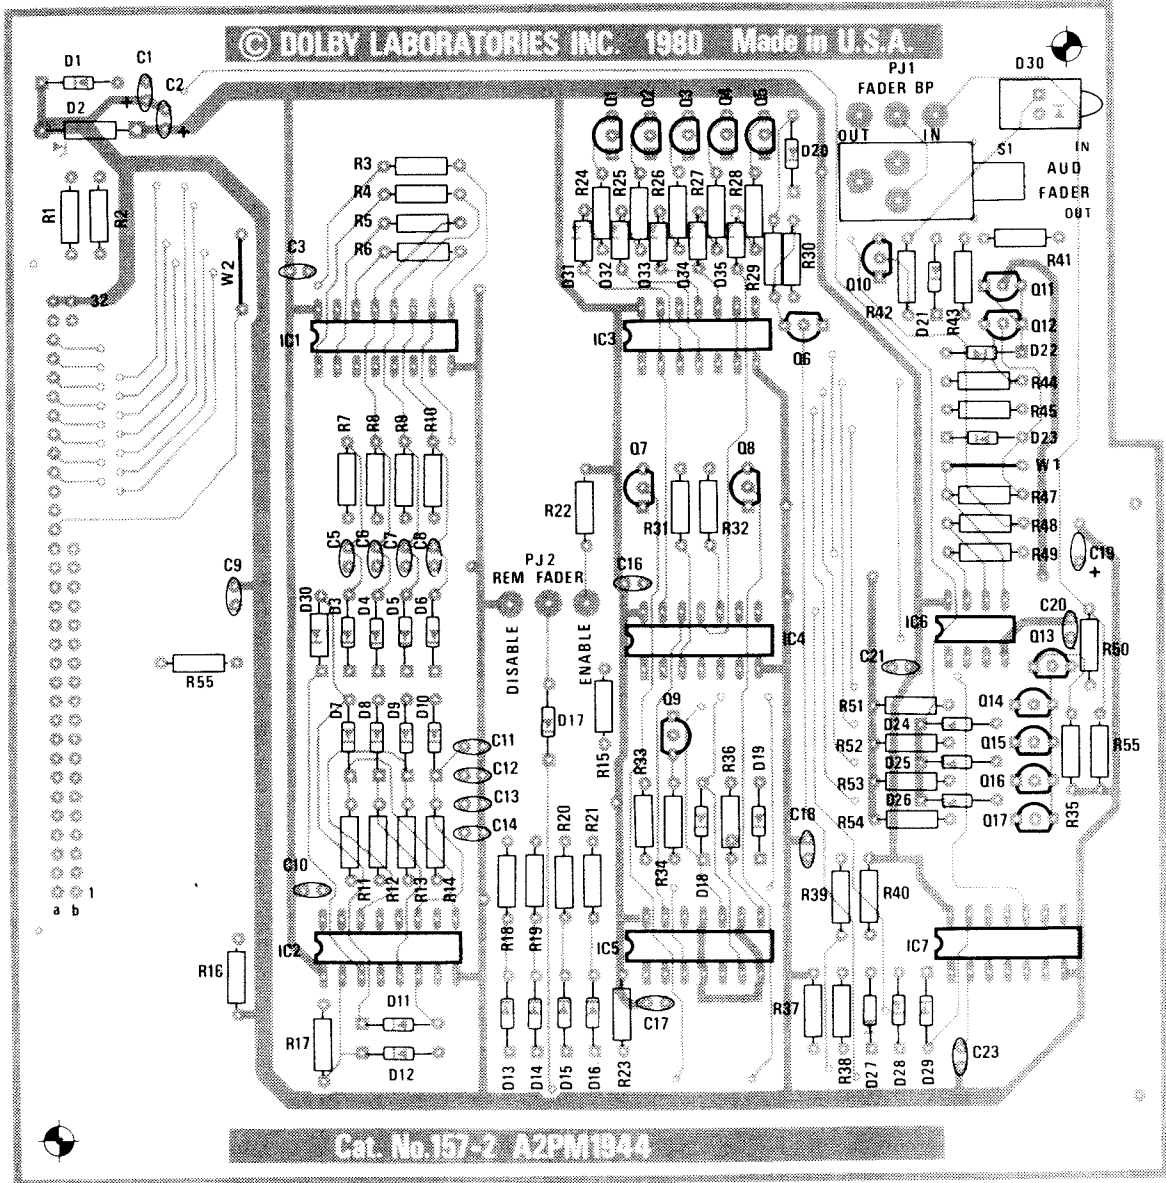 © DOLBY LABORATORIES INC. 1980 Made in U.S.A.
D1 C1 C2
D2
PJ1
FADER BP
D30
OUT IN
S1
IN
AUD
FADER
OUT
Q1 Q2 Q3 Q4 Q5
D20
R3
R4
R5
R6
R24 R25 R26 R27 R28
R1 R2
C3
W2
D31 D32 D33 D34 D35 R29 R30
Q10
R42 D21 R43
R41
Q11
Q12
32
IC1
IC3
Q6
D22
R44
R45
D23
W1
R47
R48
R49
R7 R8 R9 R10
Q7 Q8
R22
R31 R32
C5 C6 C7 C8
C9
PJ2
REM FADER
C16
C19
+
D30 D3 D4 D5 D6
DISABLE ENABLE
IC4
IC6
C20
Q13
R50
R55
C21
D7 D8 D9 D10
D17
Q9
R15
R51
D24
R52
D25
R53
D26
R54
Q14
Q15
Q16
Q17
R55
R35
C11
C12
C13
C14
R33 R36 D19
R20 R21
C18
R34 D18
C10
R11 R12 R13 R14
R39 R40
1
a b
IC2
R18 R19
IC5
IC7
R16
R17
D11
D12
C17
R37
R38 D27 D28 D29
C23
D13 D14 D15 D16 R23
Cat. No.157-2 A2PM1944